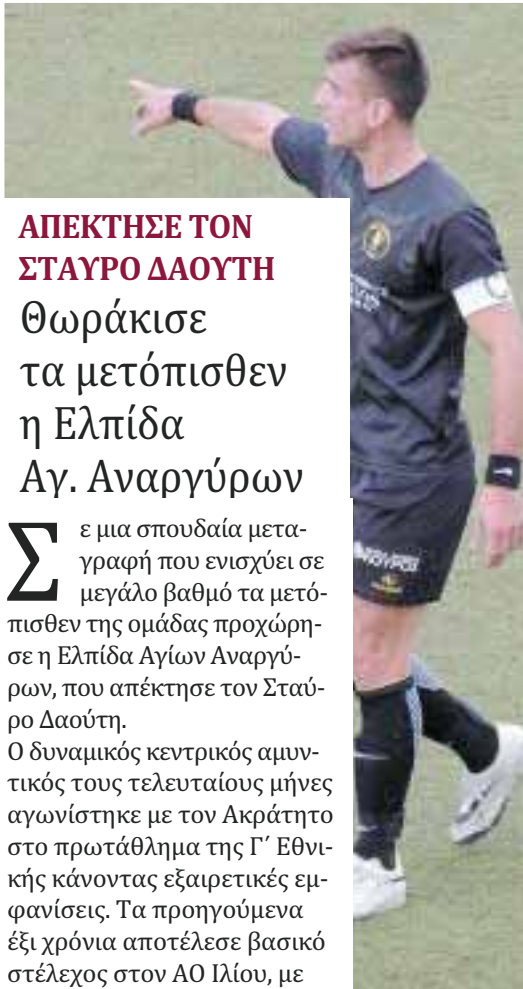 ΑΠΕΚΤΗΣΕ ΤΟΝ
ΣΤΑΥΡΟ ΔΑΟΥΤΗ
Θωράκισε
τα μετόπισθεν
η Ελπίδα
Αγ. Αναργύρων
Σε μια σπουδαία μετα-
γραφή που ενισχύει σε
μεγάλο βαθμό τα μετό-
πισθεν της ομάδας προχώρη-
σε η Ελπίδα Αγίων Αναργύ-
ρων, που απέκτησε τον Σταύ-
ρο Δαούτη.
Ο δυναμικός κεντρικός αμυν-
τικός τους τελευταίους μήνες
αγωνίστηκε με τον Ακράτητο
στο πρωτάθλημα της Γ΄ Εθνι-
κής κάνοντας εξαιρετικές εμ-
φανίσεις. Τα προηγούμενα
έξι χρόνια αποτέλεσε βασικό
στέλεχος στον ΑΟ Ιλίου, με